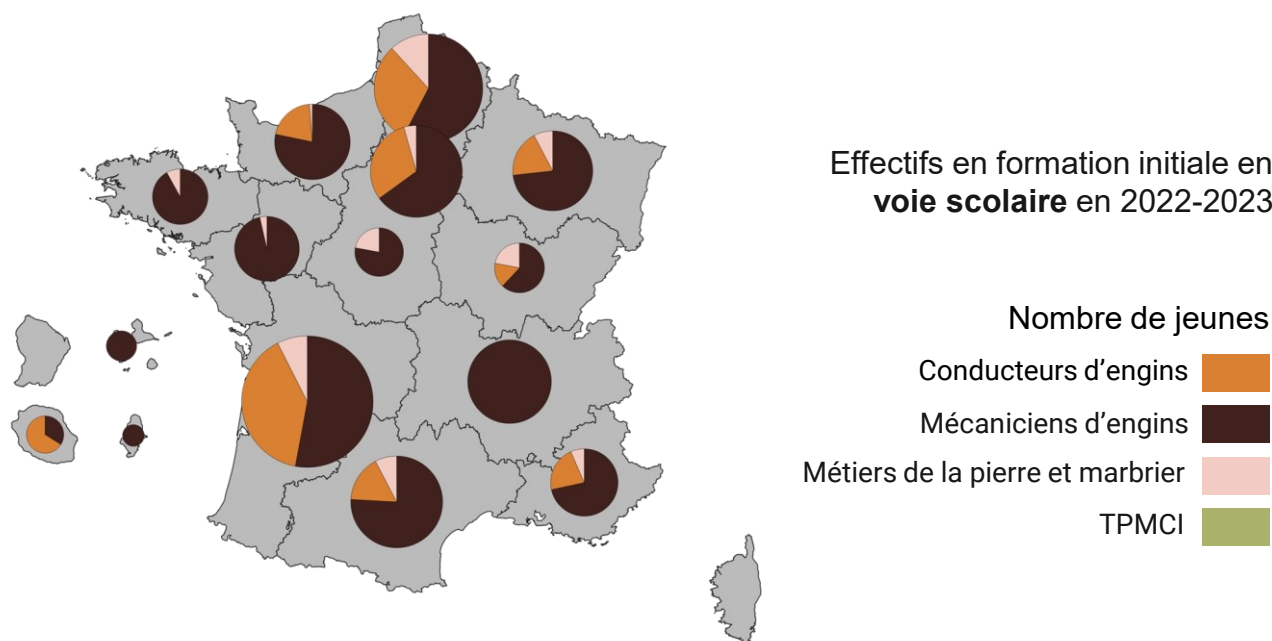 Effectifs en formation initiale en
voie scolaire en 2022-2023
Nombre de jeunes
Conducteurs d’engins
Mécaniciens d’engins
Métiers de la pierre et marbrier
TPMCI